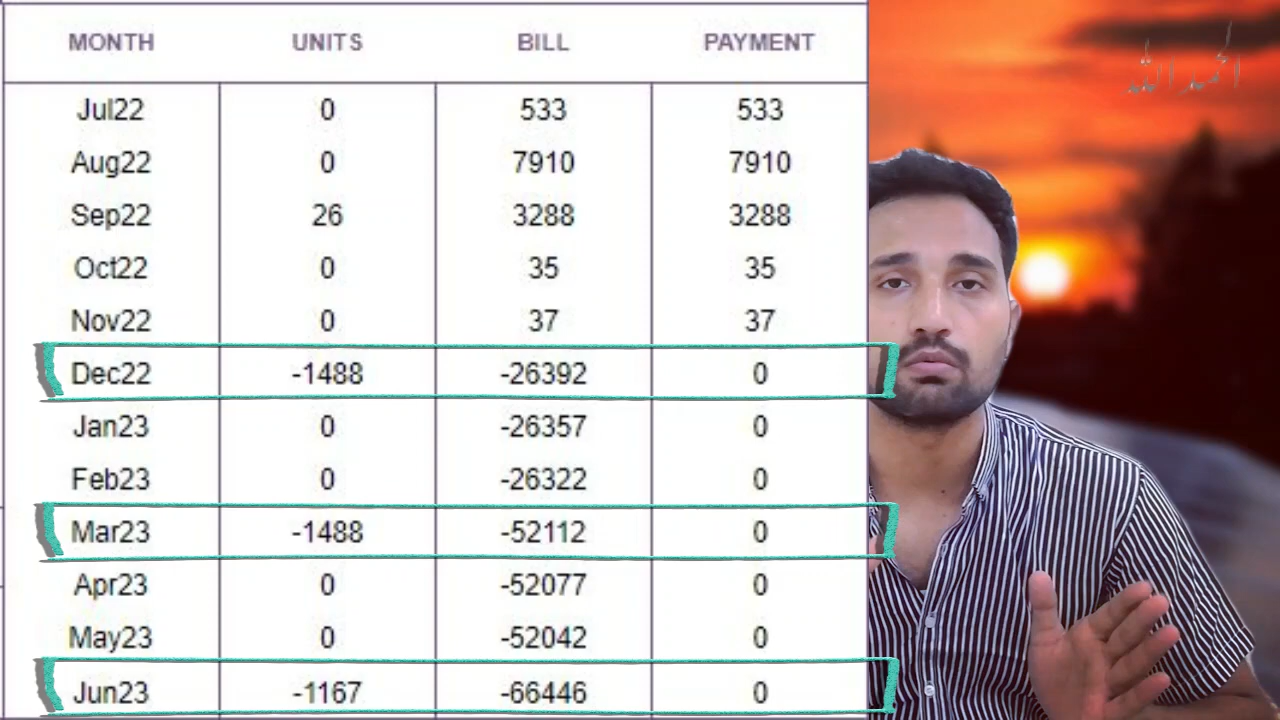 MONTH UNITS BILL PAYMENT
Jul22 0 533 533
Aug22 0 7910 7910
Sep22 26 3288 3288
Oct22 0 35 35
Nov22 0 37 37
Dec22 -1488 -26392 0
Jan23 0 -26357 0
Feb23 0 -26322 0
Mar23 -1488 -52112 0
Apr23 0 -52077 0
May23 0 -52042 0
Jun23 -1167 -66446 0
الحمد اللله